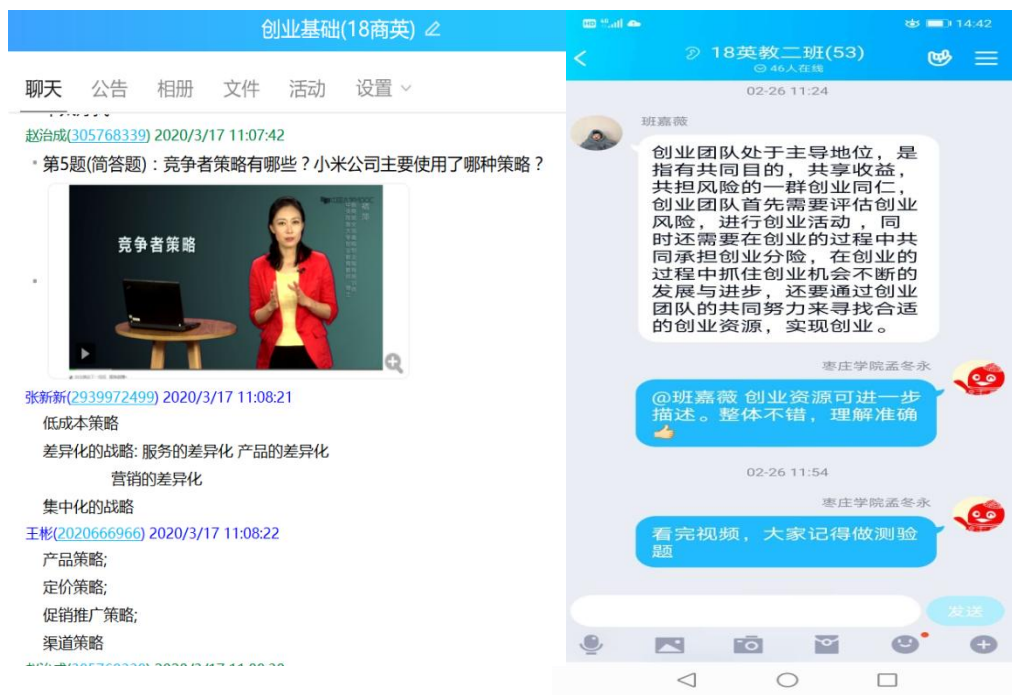 创业基础(18商英)
聊天 公告 相册 文件 活动 设置
赵治成(305768339) 2020/3/17 11:07:42
第5题(简答题)：竞争者策略有哪些？小米公司主要使用了哪种策略？
竞争者策略
张新新(2939972499) 2020/3/17 11:08:21
低成本策略
差异化的战略: 服务的差异化 产品的差异化
营销的差异化
集中化的战略
王彬(2020666966) 2020/3/17 11:08:22
产品策略;
定价策略;
促销推广策略;
渠道策略
HD 14:42
18英教二班(53)
46人在线
02-26 11:24
班嘉薇
创业团队处于主导地位，是
指有共同目的，共享收益，
共担风险的一群创业同仁，
创业团队首先需要评估创业
风险，进行创业活动 ，同
时还需要在创业的过程中共
同承担创业分险，在创业的
过程中抓住创业机会不断的
发展与进步，还要通过创业
团队的共同努力来寻找合适
的创业资源，实现创业。
枣庄学院孟冬永
@班嘉薇 创业资源可进一步
描述。整体不错，理解准确
02-26 11:54
枣庄学院孟冬永
看完视频，大家记得做测验
题
发送